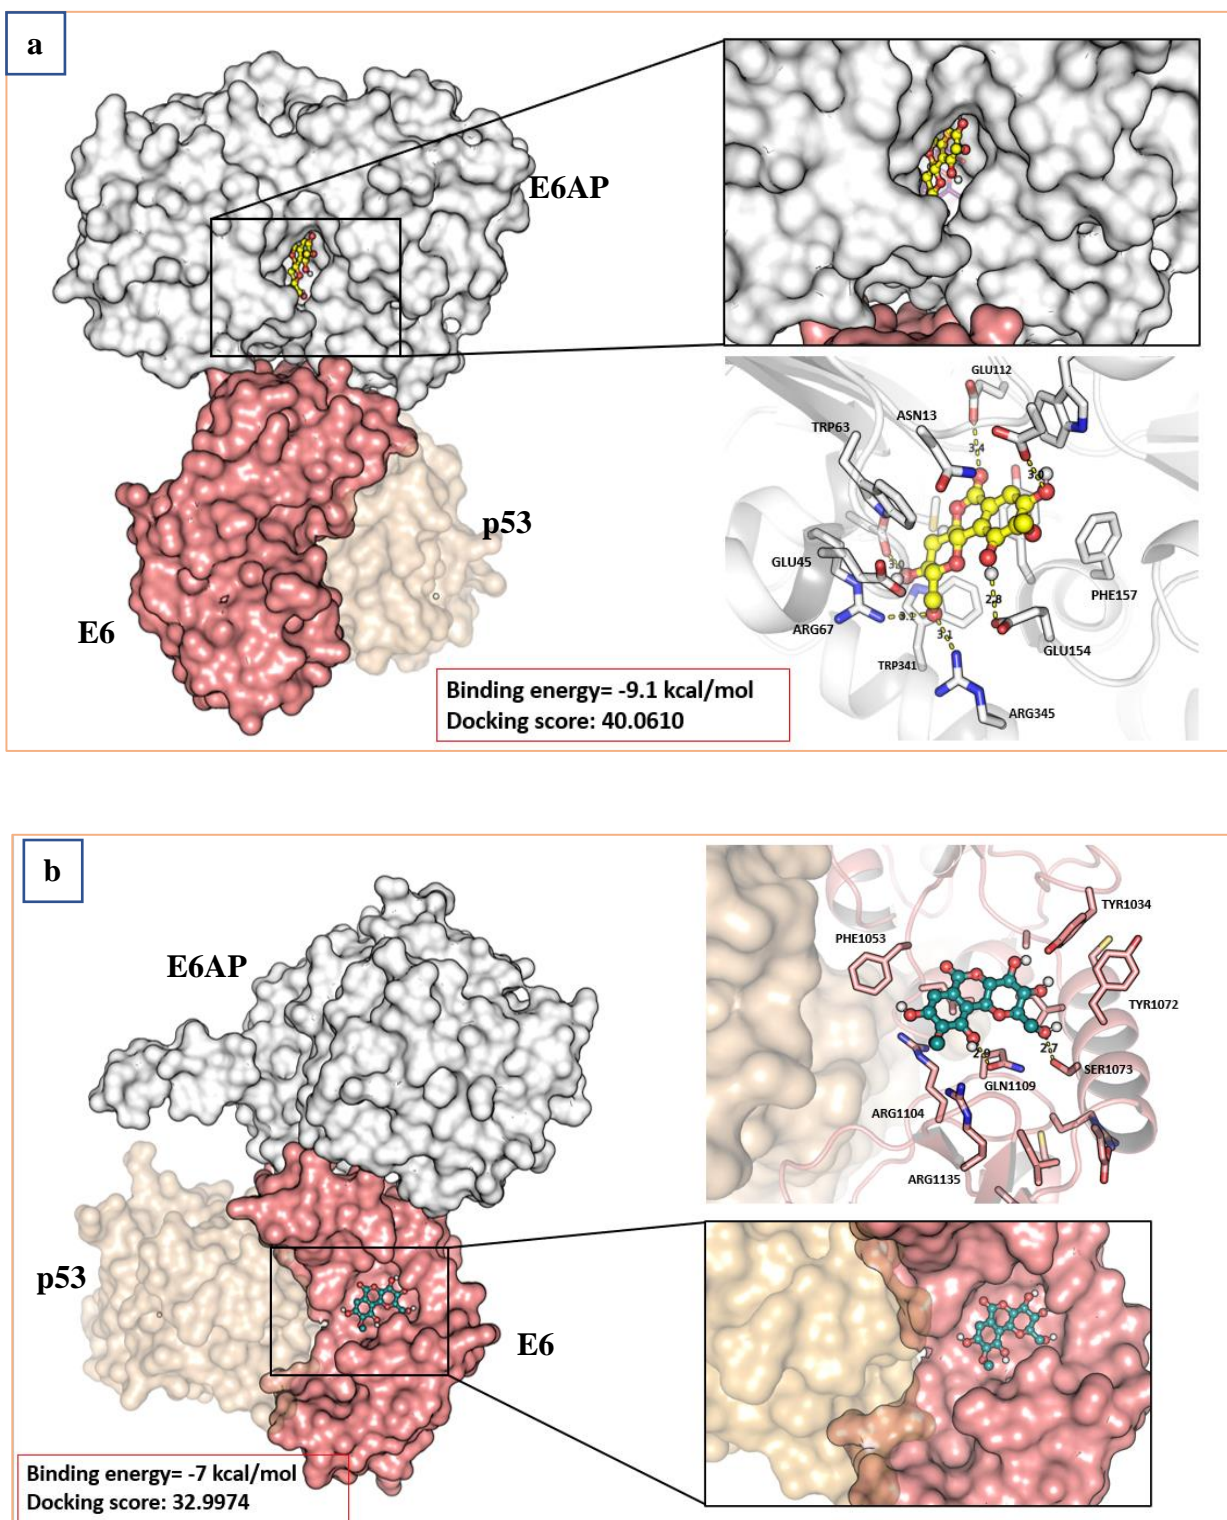 a
E6AP
p53
E6
Binding energy= -9.1 kcal/mol
Docking score: 40.0610
GLU112
ASN13
TRP63
3.4
3.0
GLU45
3.0
PHE157
2.8
ARG67
3.1
3.1
GLU154
TRP341
ARG345
b
E6AP
p53
E6
Binding energy= -7 kcal/mol
Docking score: 32.9974
TYR1034
PHE1053
TYR1072
2.9
2.7
SER1073
GLN1109
ARG1104
ARG1135